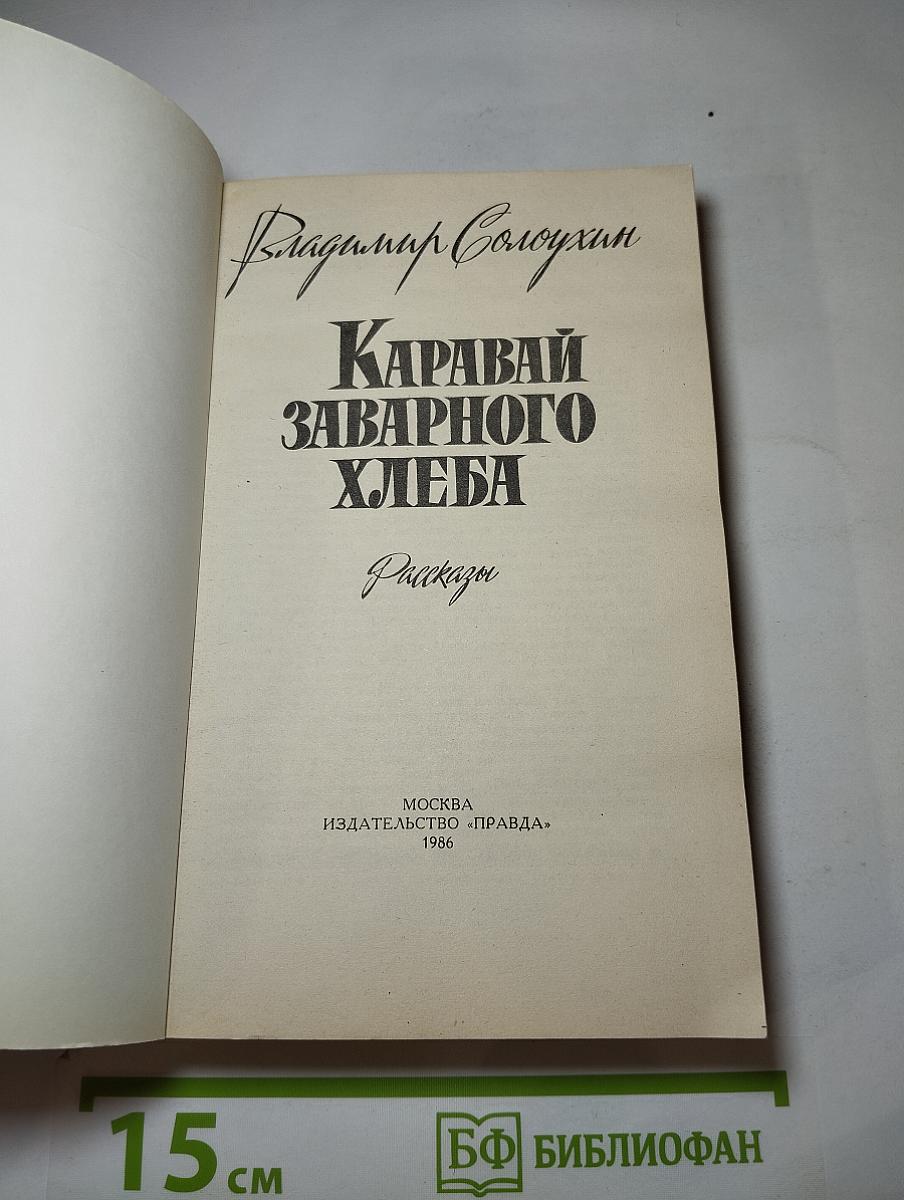 Владимир Солоухин
КАРАВАЙ
ЗАВАРНОГО
ХЛЕБА
Рассказы
МОСКВА
ИЗДАТЕЛЬСТВО «ПРАВДА»
1986
15 см
БФ БИБЛИОФАН